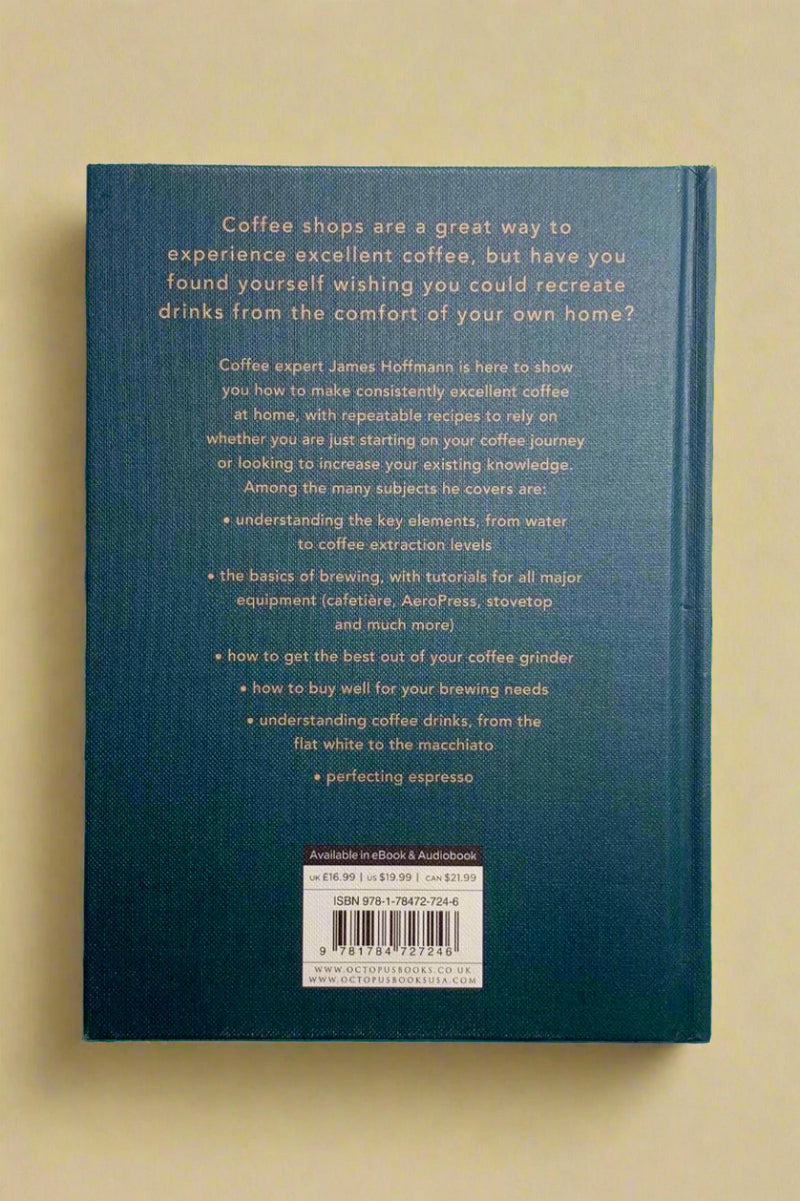 Coffee shops are a great way to
experience excellent coffee, but have you
found yourself wishing you could recreate
drinks from the comfort of your own home?
Coffee expert James Hoffmann is here to show
you how to make consistently excellent coffee
at home, with repeatable recipes to rely on
whether you are just starting on your coffee journey
or looking to increase your existing knowledge.
Among the many subjects he covers are:
• understanding the key elements, from water
to coffee extraction levels
• the basics of brewing, with tutorials for all major
equipment (cafetière, AeroPress, stovetop
and much more)
• how to get the best out of your coffee grinder
• how to buy well for your brewing needs
• understanding coffee drinks, from the
flat white to the macchiato
• perfecting espresso
Available in eBook & Audiobook
UK £16.99 | US $19.99 | CAN $21.99
ISBN 978-1-78472-724-6
9 781784 727246
WWW.OCTOPUSBOOKS.CO.UK
WWW.OCTOPUSBOOKSUSA.COM